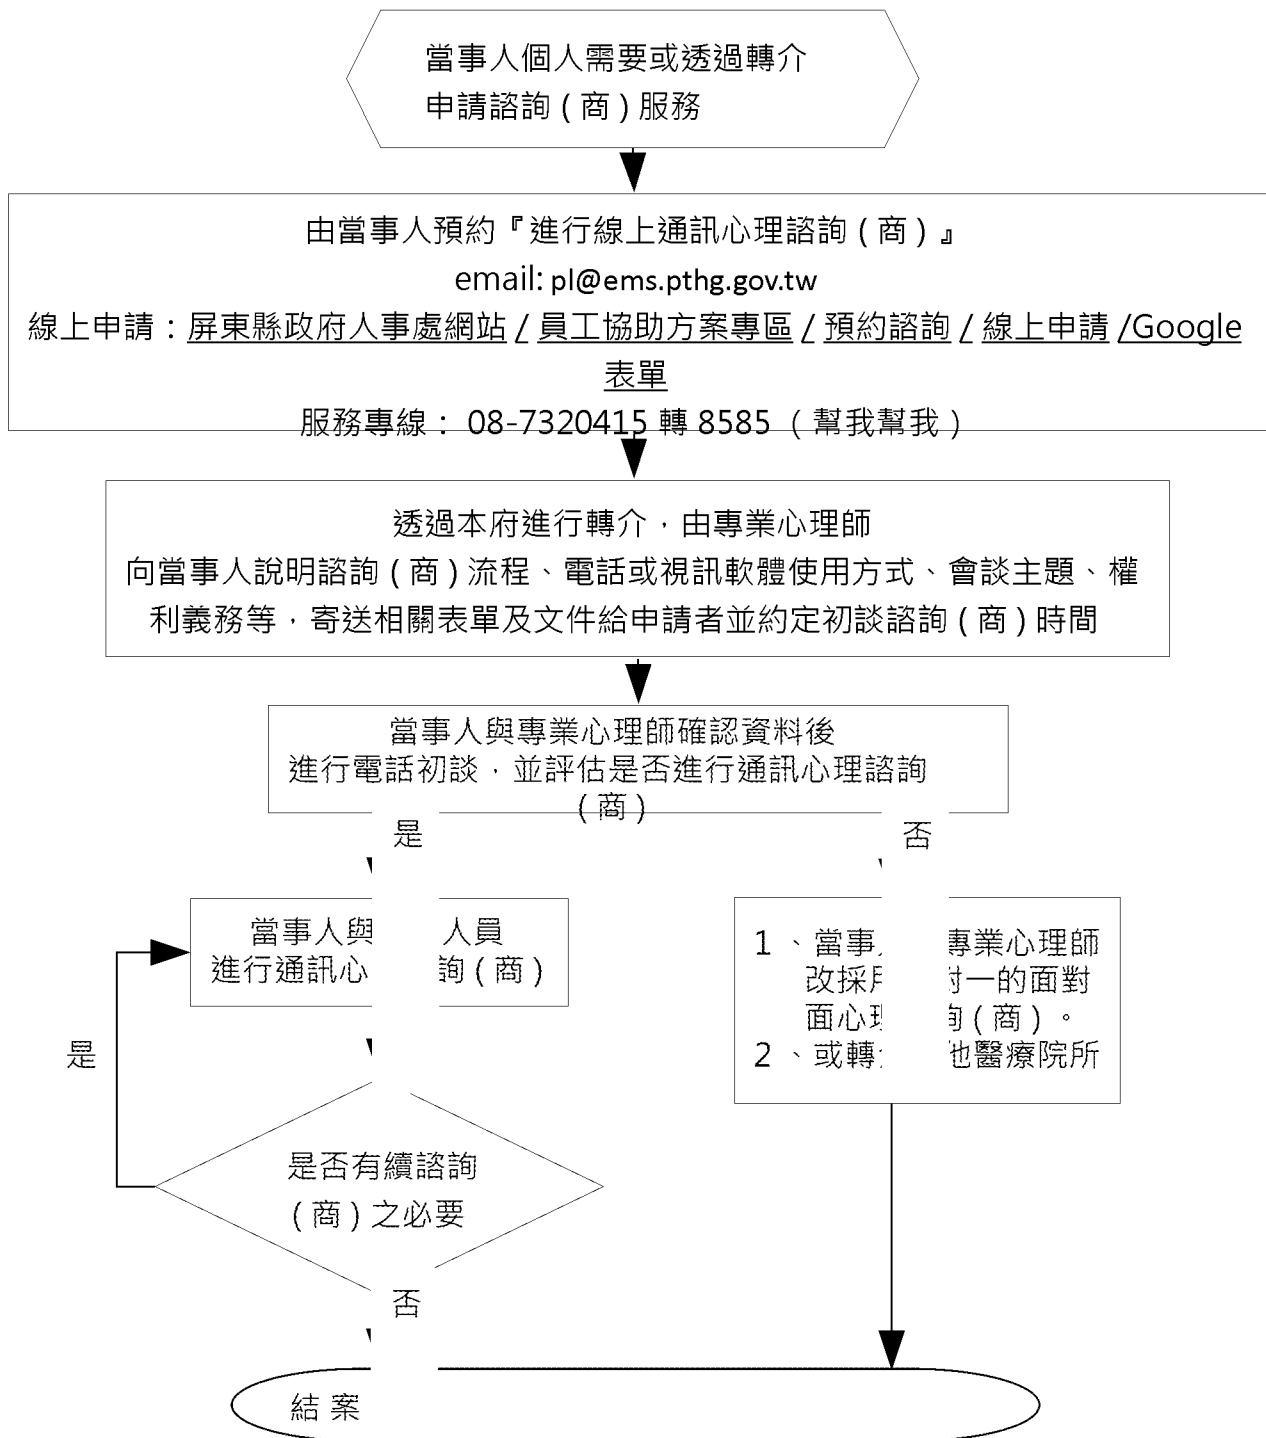 當事人個人需要或透過轉介
申請諮詢(商)服務
由當事人預約『進行線上通訊心理諮詢(商)』
email: pl@ems.pthg.gov.tw
線上申請：屏東縣政府人事處網站/員工協助方案專區/預約諮詢/線上申請/Google
表單
服務專線： 08-7320415 轉 8585 （幫我幫我）
透過本府進行轉介，由專業心理師
向當事人說明諮詢(商)流程、電話或視訊軟體使用方式、會談主題、權
利義務等，寄送相關表單及文件給申請者並約定初談諮詢(商)時間
當事人與專業心理師確認資料後
進行電話初談，並評估是否進行通訊心理諮詢
(商)
是
否
當事人與 人員
進行通訊心 詢(商)
1、當事 專業心理師
改採 對一的面對
面心理 詢(商)。
2、或轉 他醫療院所
是
是否有續諮詢
(商)之必要
否
結 案